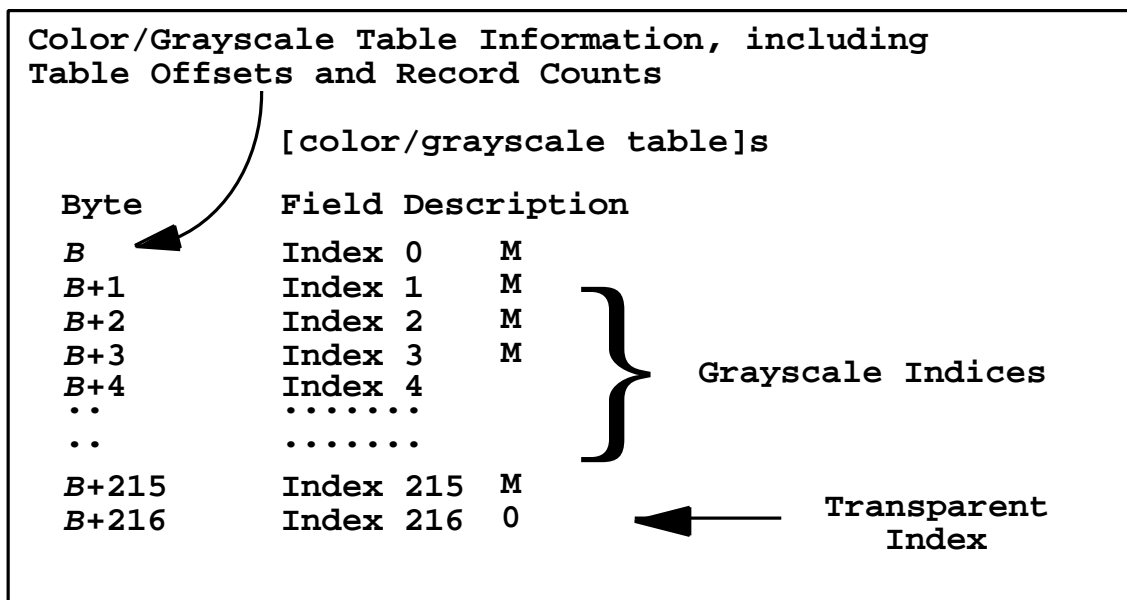 Color/Grayscale Table Information, including
Table Offsets and Record Counts
[color/grayscale table]s
Byte Field Description
B Index 0 M
B+1 Index 1 M
B+2 Index 2 M
B+3 Index 3 M
B+4 Index 4
.. .......
.. .......
B+215 Index 215 M
B+216 Index 216 0
} Grayscale Indices
Transparent
Index